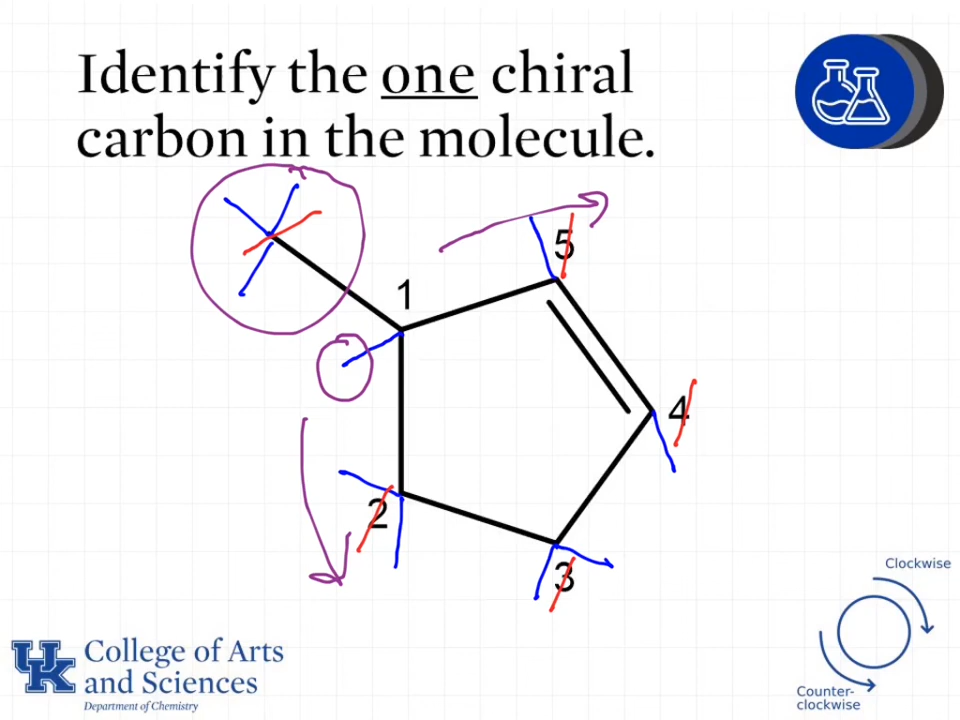 Identify the one chiral
carbon in the molecule.
5
1
4
2
3
Clockwise
Counter-
clockwise
UK
College of Arts
and Sciences
Department of Chemistry